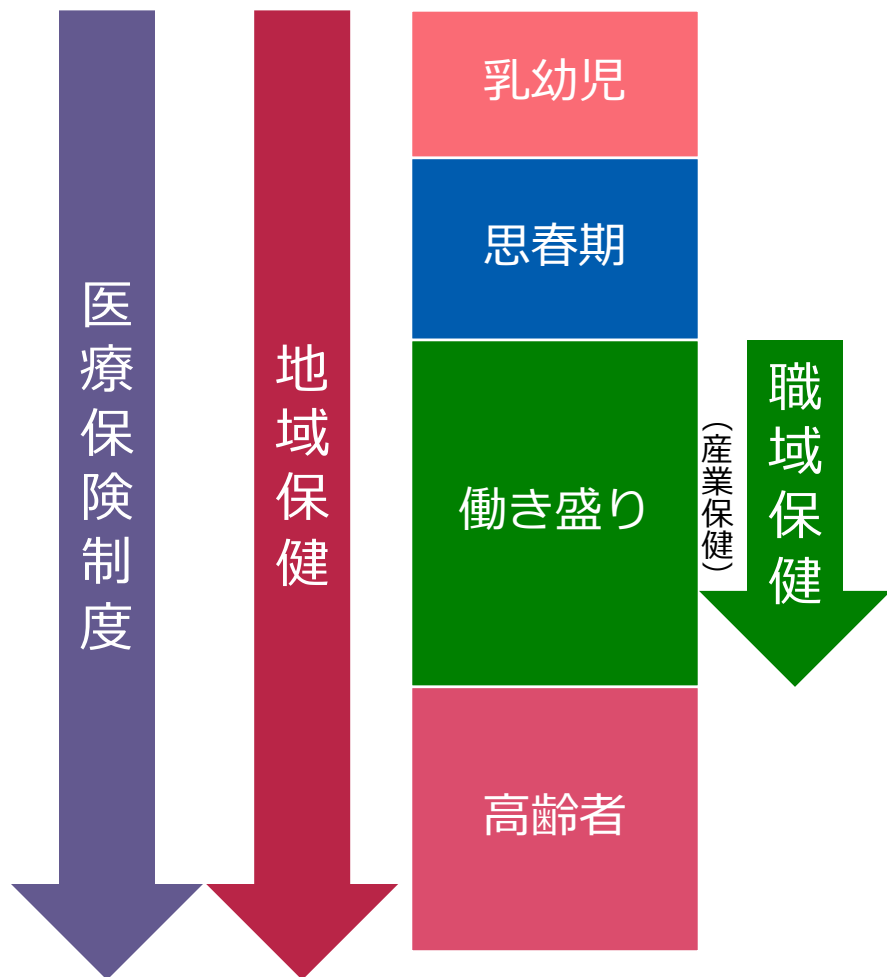 医療保険制度
地域保健
乳幼児
思春期
働き盛り
高齢者
（産業保健）
職域保健